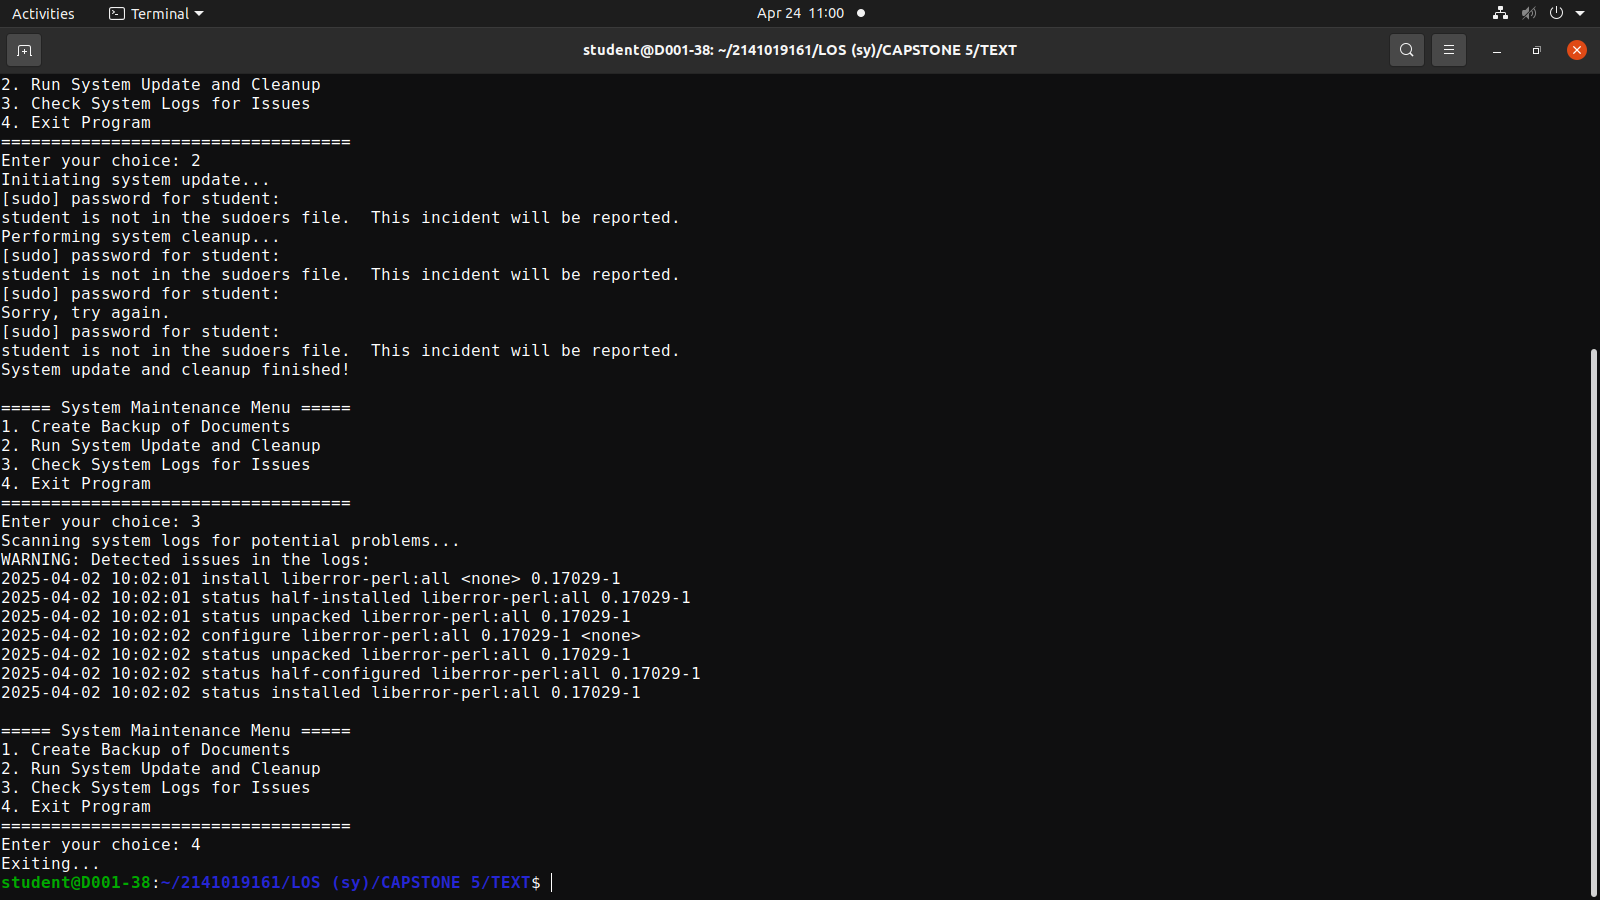 Activities Terminal Apr 24 11:00
student@D001-38: ~/2141019161/LOS (sy)/CAPSTONE 5/TEXT
2. Run System Update and Cleanup
3. Check System Logs for Issues
4. Exit Program
===================================
Enter your choice: 2
Initiating system update...
[sudo] password for student:
student is not in the sudoers file.  This incident will be reported.
Performing system cleanup...
[sudo] password for student:
student is not in the sudoers file.  This incident will be reported.
[sudo] password for student:
Sorry, try again.
[sudo] password for student:
student is not in the sudoers file.  This incident will be reported.
System update and cleanup finished!
===== System Maintenance Menu =====
1. Create Backup of Documents
2. Run System Update and Cleanup
3. Check System Logs for Issues
4. Exit Program
===================================
Enter your choice: 3
Scanning system logs for potential problems...
WARNING: Detected issues in the logs:
2025-04-02 10:02:01 install liberror-perl:all <none> 0.17029-1
2025-04-02 10:02:01 status half-installed liberror-perl:all 0.17029-1
2025-04-02 10:02:01 status unpacked liberror-perl:all 0.17029-1
2025-04-02 10:02:02 configure liberror-perl:all 0.17029-1 <none>
2025-04-02 10:02:02 status unpacked liberror-perl:all 0.17029-1
2025-04-02 10:02:02 status half-configured liberror-perl:all 0.17029-1
2025-04-02 10:02:02 status installed liberror-perl:all 0.17029-1
===== System Maintenance Menu =====
1. Create Backup of Documents
2. Run System Update and Cleanup
3. Check System Logs for Issues
4. Exit Program
===================================
Enter your choice: 4
Exiting...
student@D001-38:~/2141019161/LOS (sy)/CAPSTONE 5/TEXT$